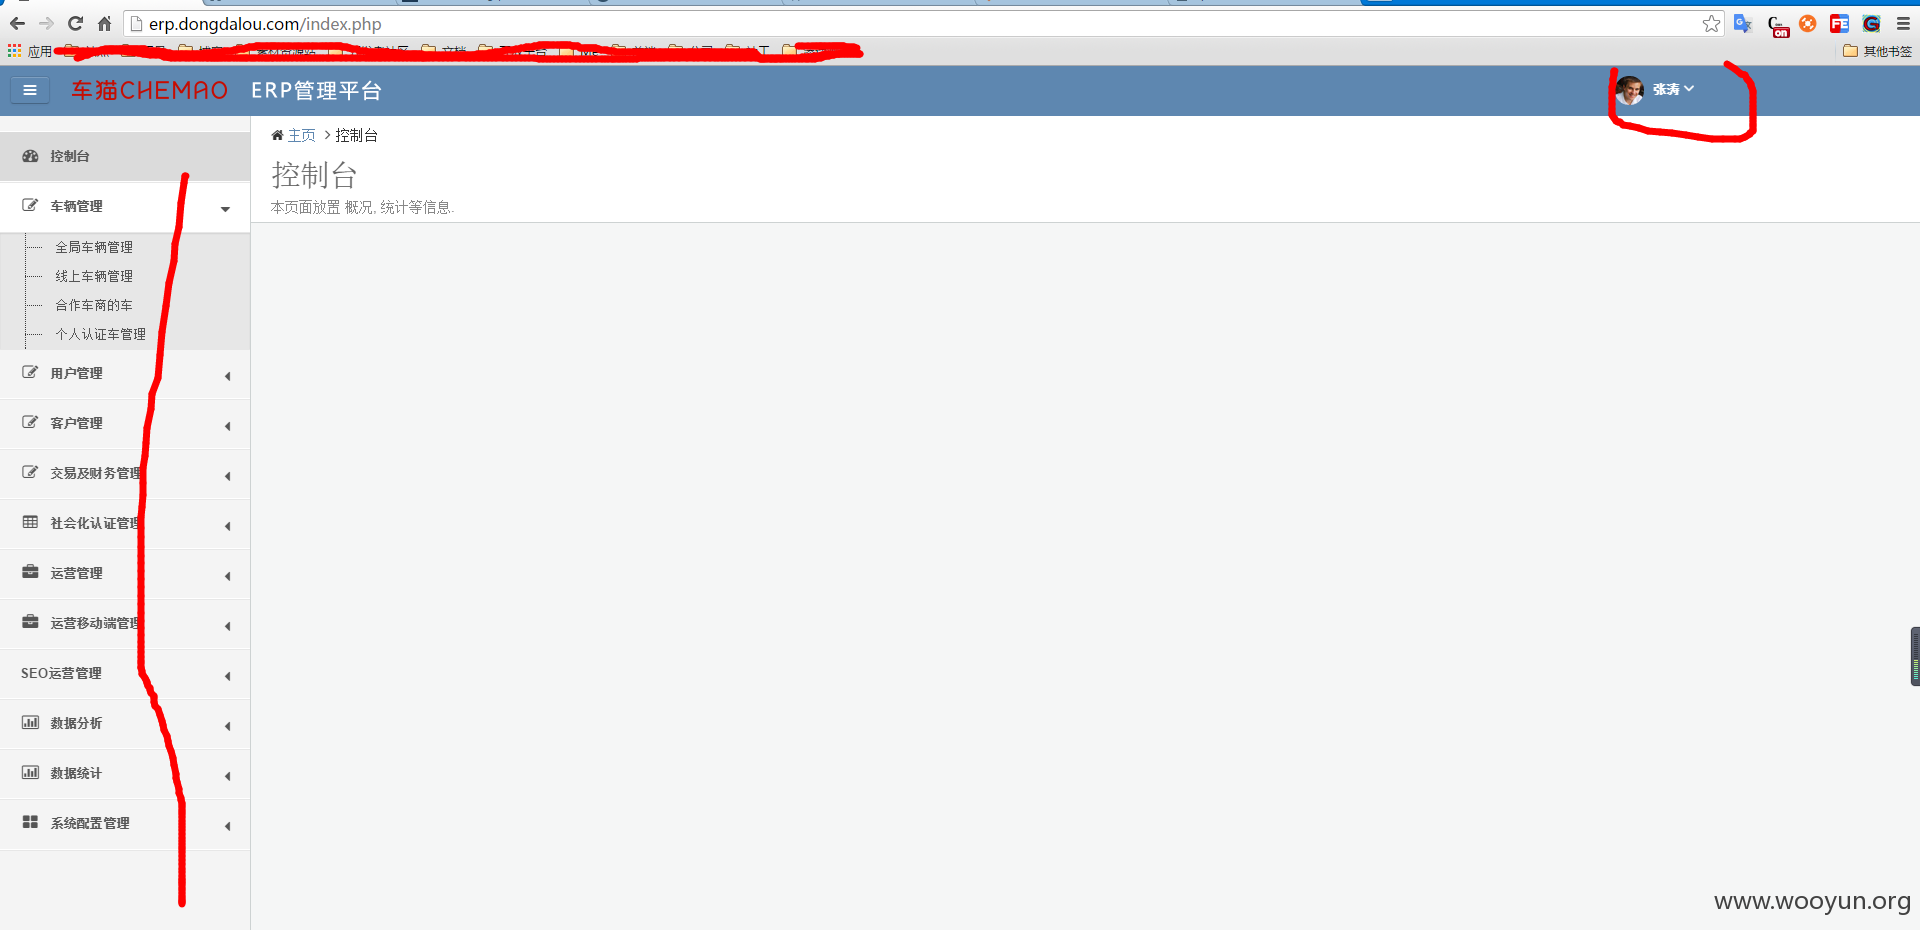 erp.dongdalou.com/index.php
应用
其他书签
车猫CHEMAO ERP管理平台
张涛
主页 > 控制台
控制台
本页面放置 概况, 统计等信息.
控制台
车辆管理
全局车辆管理
线上车辆管理
合作车商的车
个人认证车管理
用户管理
客户管理
交易及财务管理
社会化认证管理
运营管理
运营移动端管理
SEO运营管理
数据分析
数据统计
系统配置管理
www.wooyun.org